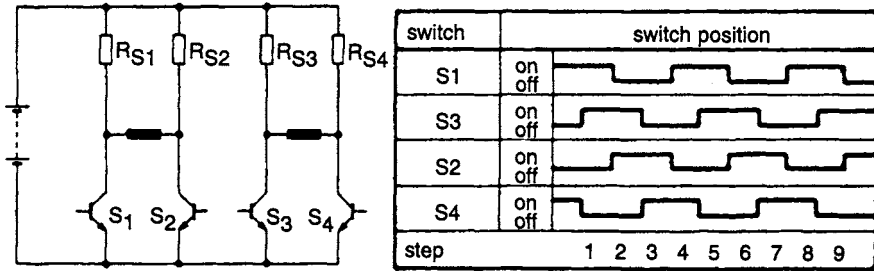 RS1 RS2 RS3 RS4
S1 S2 S3 S4
switch switch position
S1 on
off
S3 on
off
S2 on
off
S4 on
off
step 1 2 3 4 5 6 7 8 9